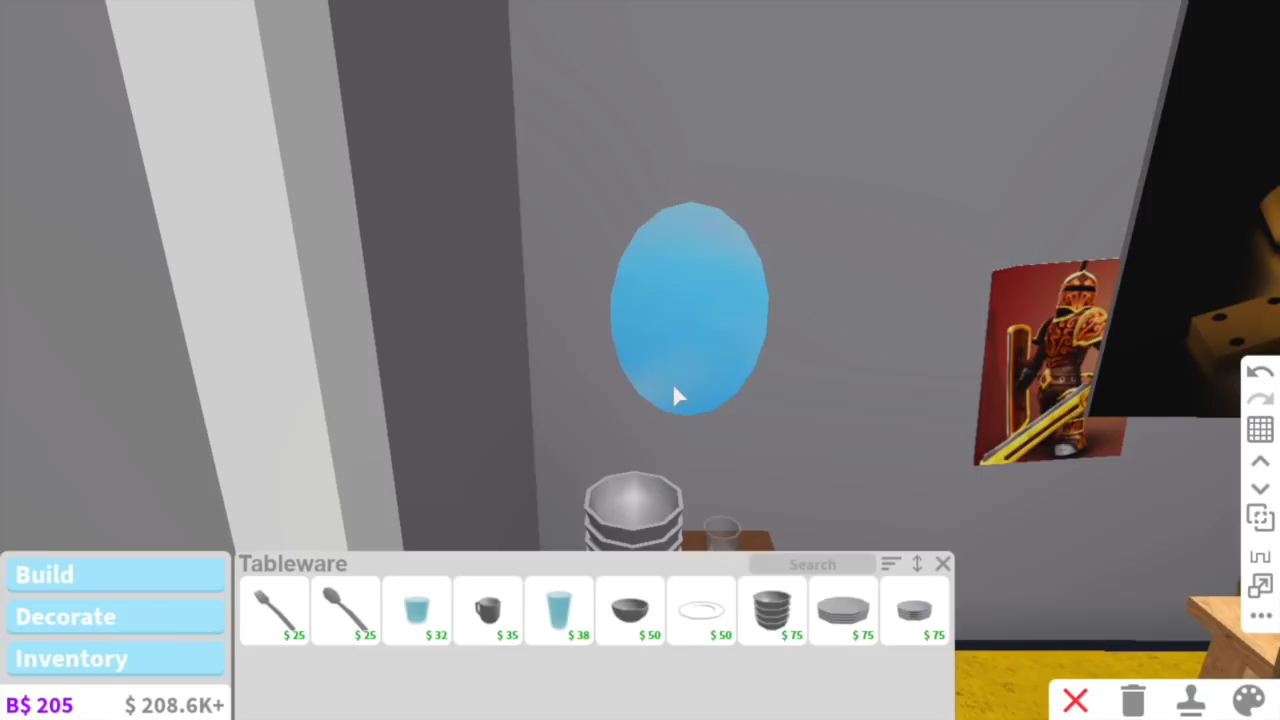 Tableware
Search
$ 25
$ 25
$ 32
$ 35
$ 38
$ 50
$ 50
$ 75
$ 75
$ 75
Build
Decorate
Inventory
B$ 205
$ 208.6K+